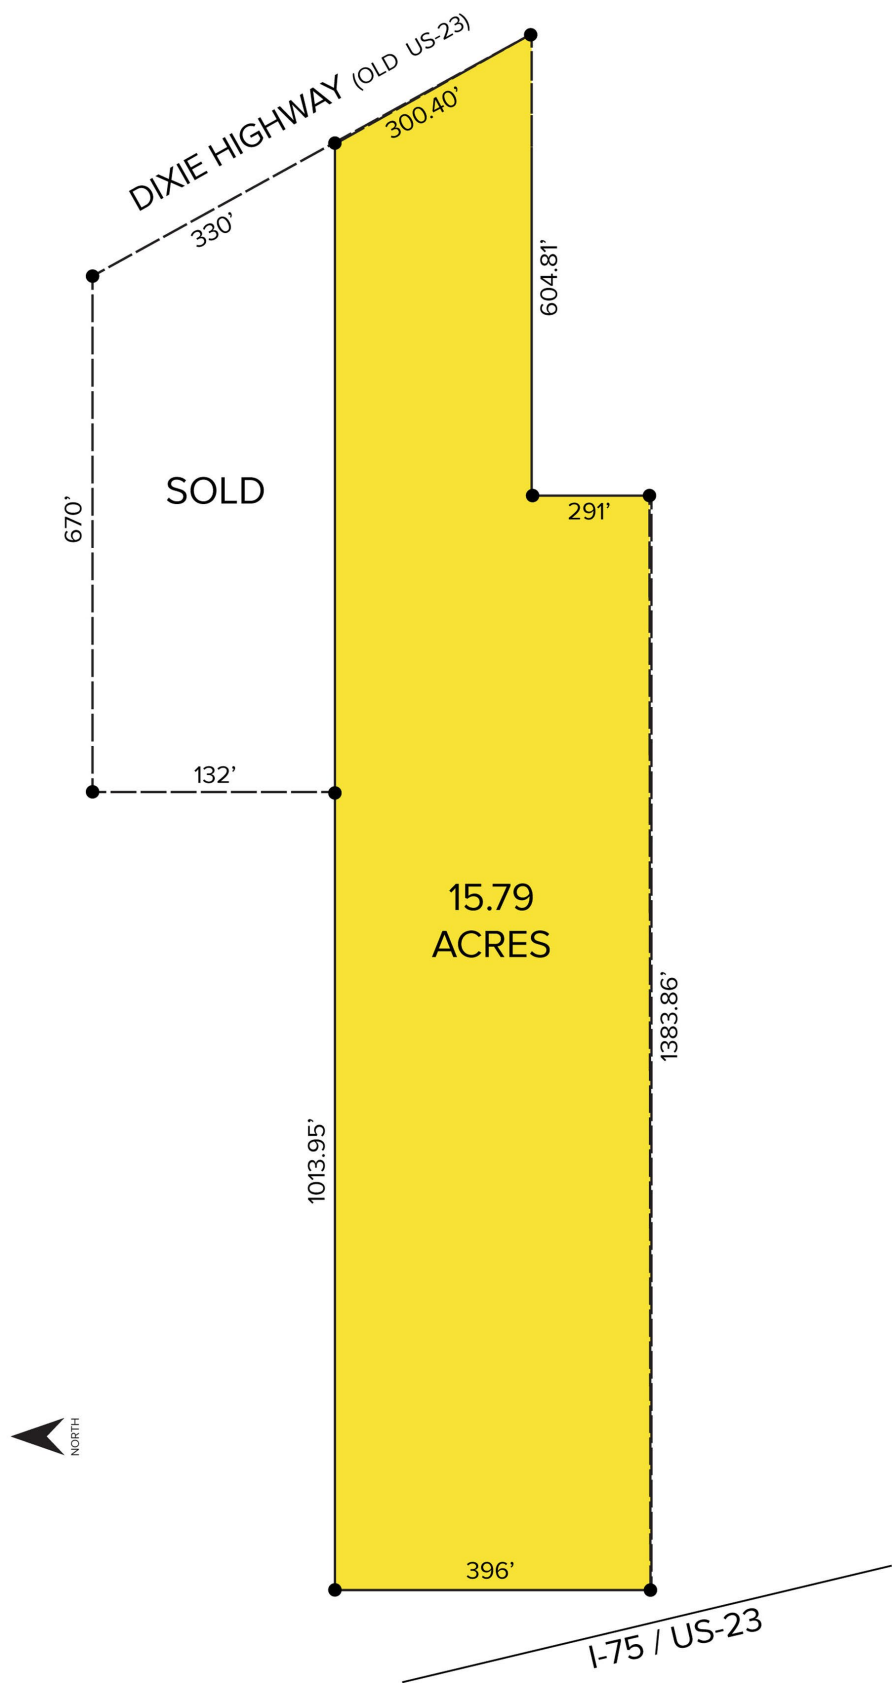 DIXIE HIGHWAY (OLD US-23)
300.40’
330’
604.81’
SOLD
670’
291’
132’
15.79
ACRES
1383.86’
1013.95’
NORTH
396’
I-75 / US-23